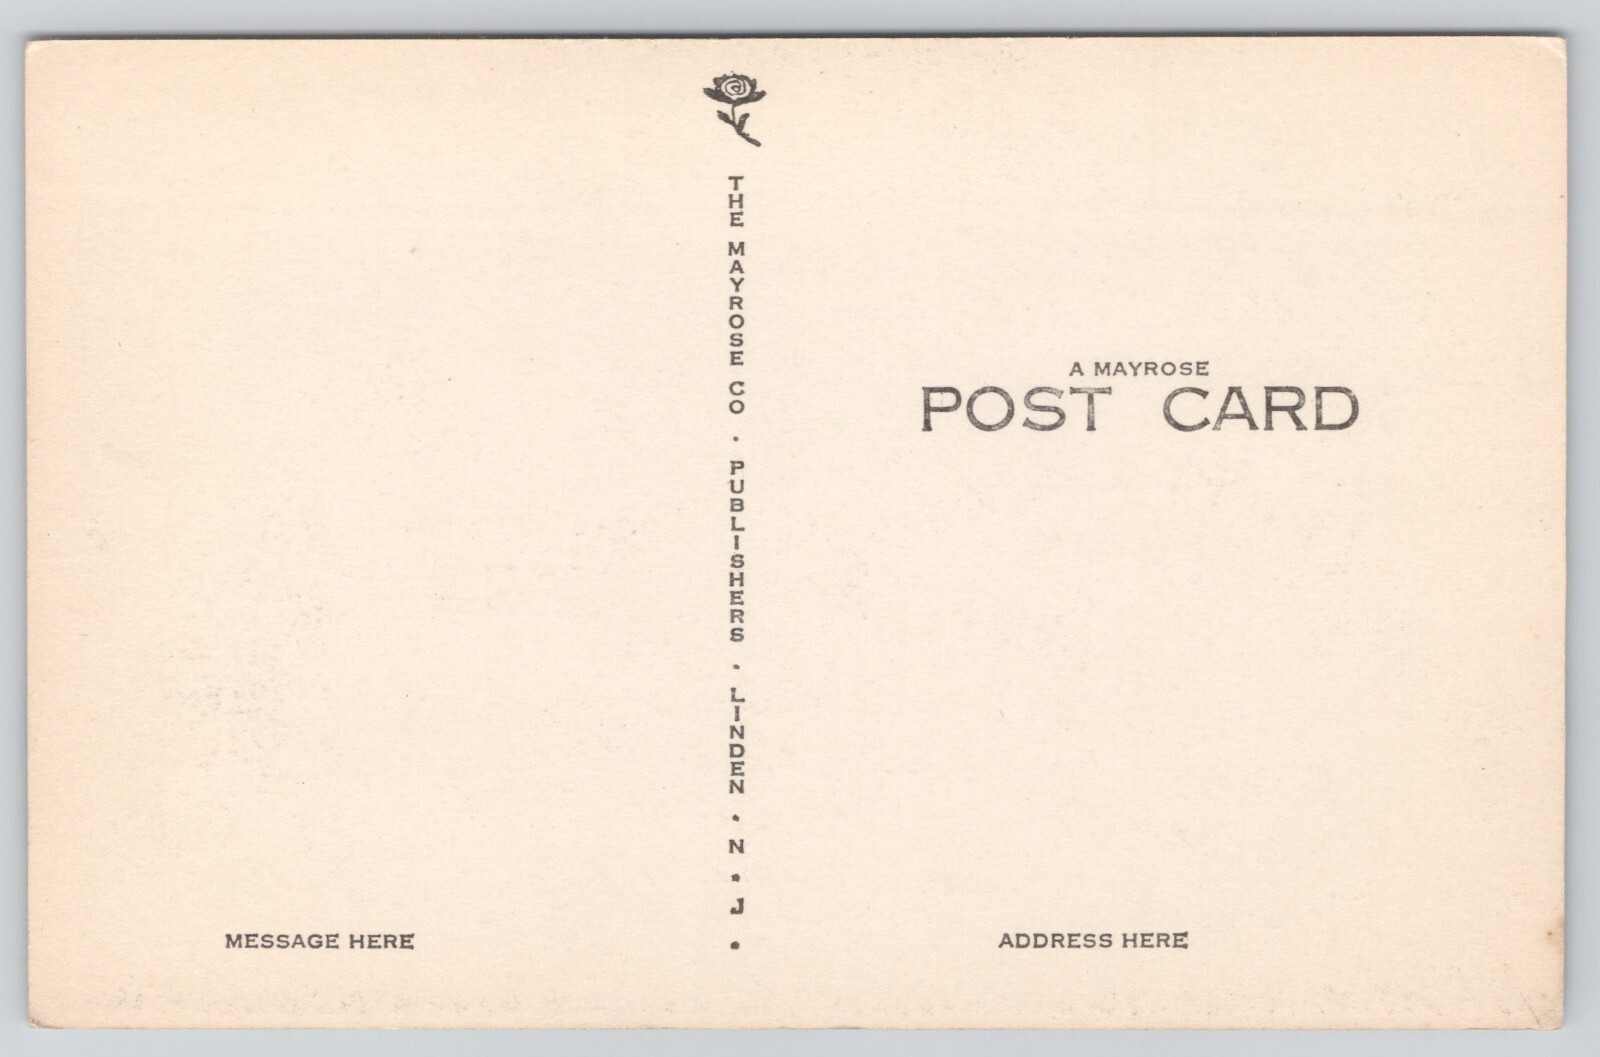 THE MAYROSE CO · PUBLISHERS · LINDEN · N · J ·
A MAYROSE
POST CARD
MESSAGE HERE
ADDRESS HERE